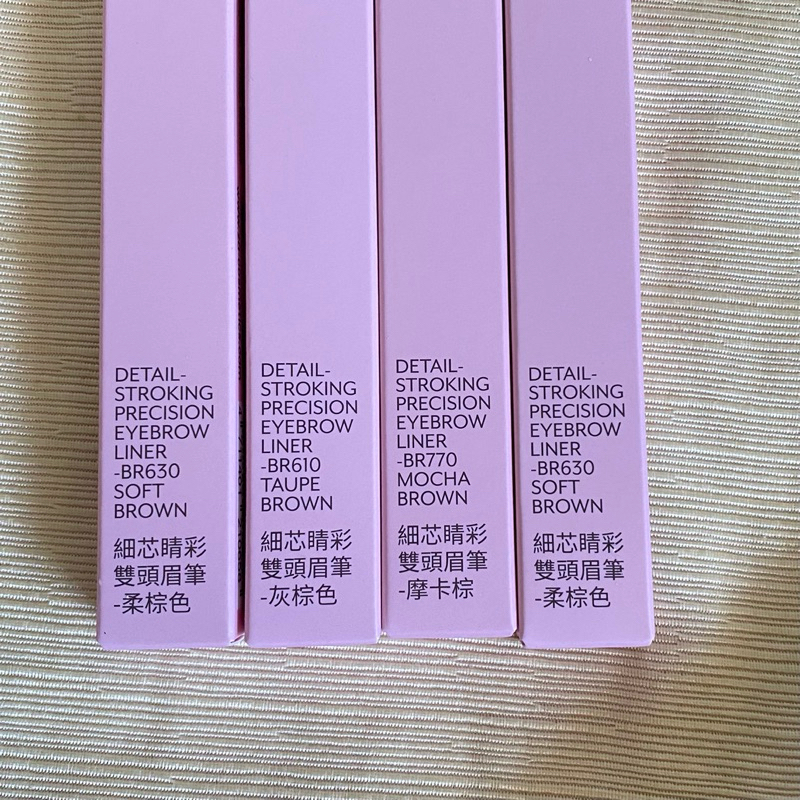 DETAIL-
STROKING
PRECISION
EYEBROW
LINER
-BR630
SOFT
BROWN
細芯睛彩
雙頭眉筆
-柔棕色
DETAIL-
STROKING
PRECISION
EYEBROW
LINER
-BR610
TAUPE
BROWN
細芯睛彩
雙頭眉筆
-灰棕色
DETAIL-
STROKING
PRECISION
EYEBROW
LINER
-BR770
MOCHA
BROWN
細芯睛彩
雙頭眉筆
-摩卡棕
DETAIL-
STROKING
PRECISION
EYEBROW
LINER
-BR630
SOFT
BROWN
細芯睛彩
雙頭眉筆
-柔棕色